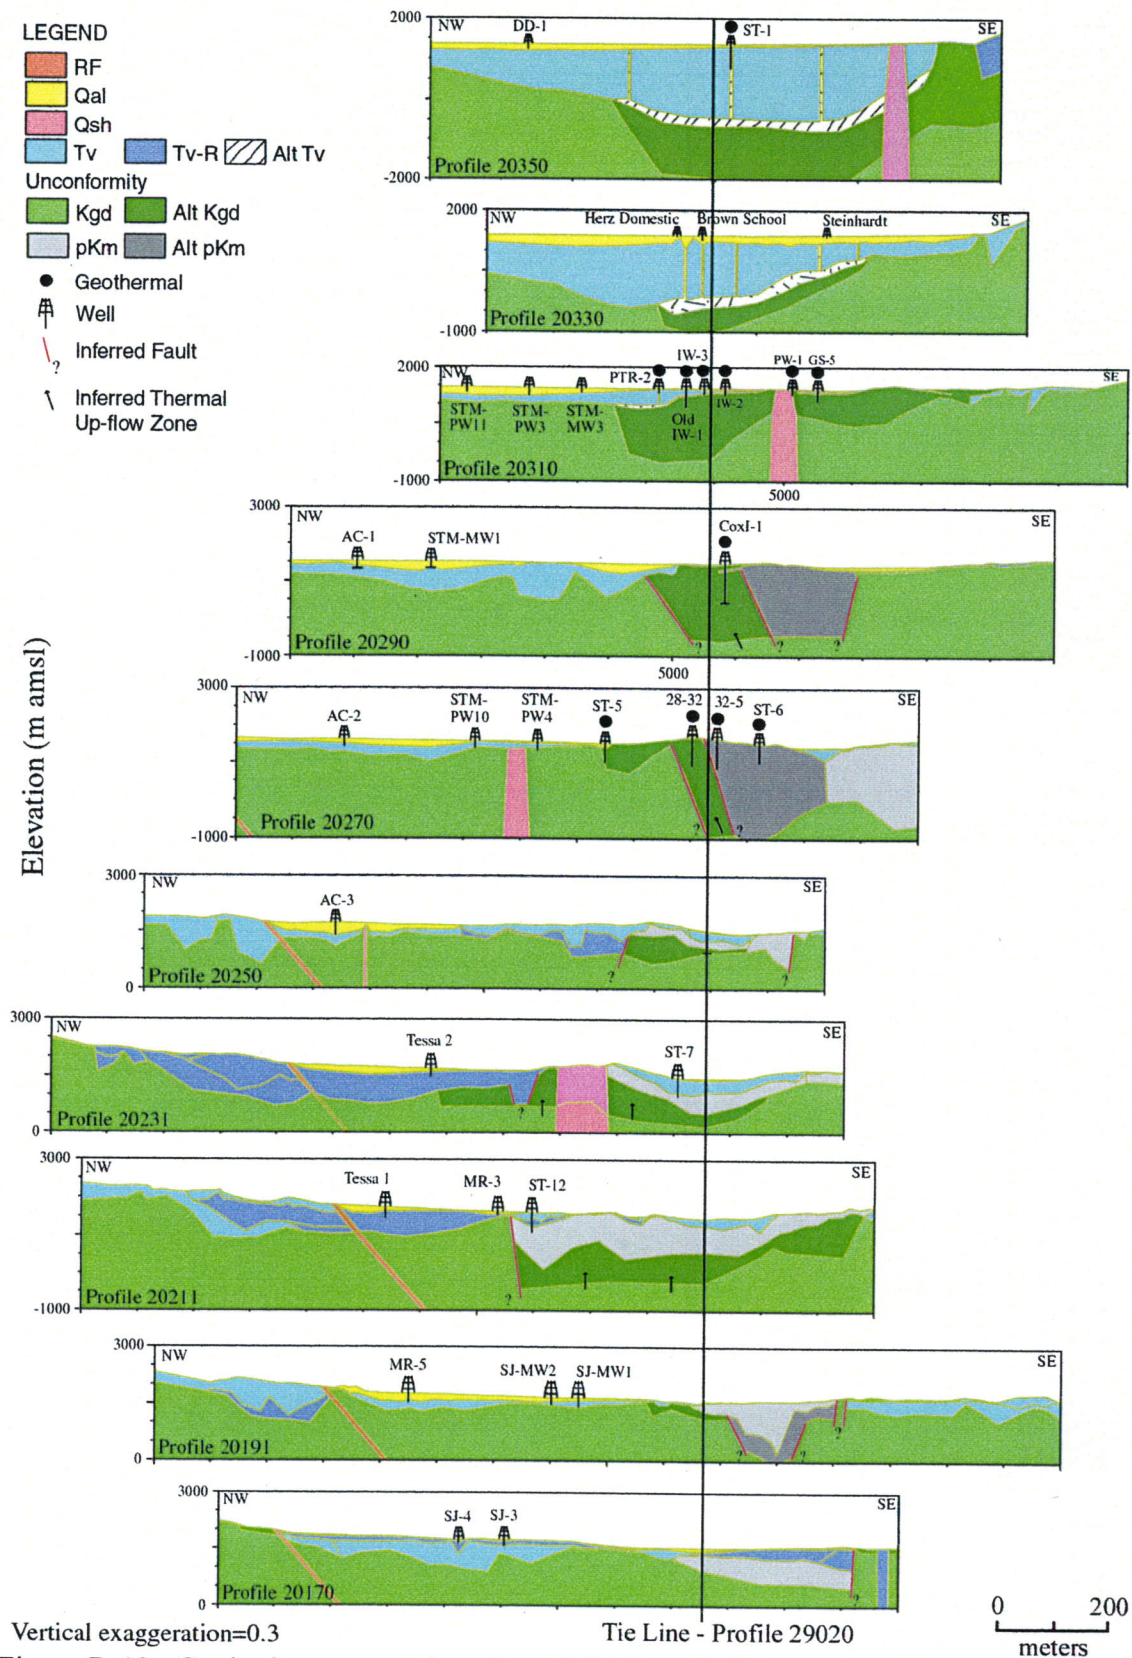 LEGEND
RF
Qal
Qsh
Tv Tv-R Alt Tv
Unconformity
Kgd Alt Kgd
pKm Alt pKm
Geothermal
Well
Inferred Fault
?
Inferred Thermal
Up-flow Zone
Elevation (m amsl)
2000
NW DD-1 ST-1 SE
Profile 20350
-2000
2000
NW Herz Domestic Brown School Steinhardt SE
Profile 20330
-1000
2000
NW PTR-2 IW-3 PW-1 GS-5 SE
STM-PW11
STM-PW3
STM-MW3
Old IW-1
IW-2
Profile 20310
-1000
5000
3000
NW AC-1 STM-MW1 CoxI-1 SE
Profile 20290
? ? ?
-1000
5000
3000
NW AC-2 STM-PW10 STM-PW4 ST-5 28-32 32-5 ST-6 SE
Profile 20270
? ?
-1000
3000
NW AC-3 SE
Profile 20250
? ?
0
3000
NW Tessa 2 ST-7 SE
Profile 20231
?
0
3000
NW Tessa 1 MR-3 ST-12 SE
Profile 20211
?
-1000
3000
NW MR-5 SJ-MW2 SJ-MW1 SE
Profile 20191
? ? ?
0
3000
NW SJ-4 SJ-3 SE
Profile 20170
?
0
Vertical exaggeration=0.3
Tie Line - Profile 29020
0 200
meters